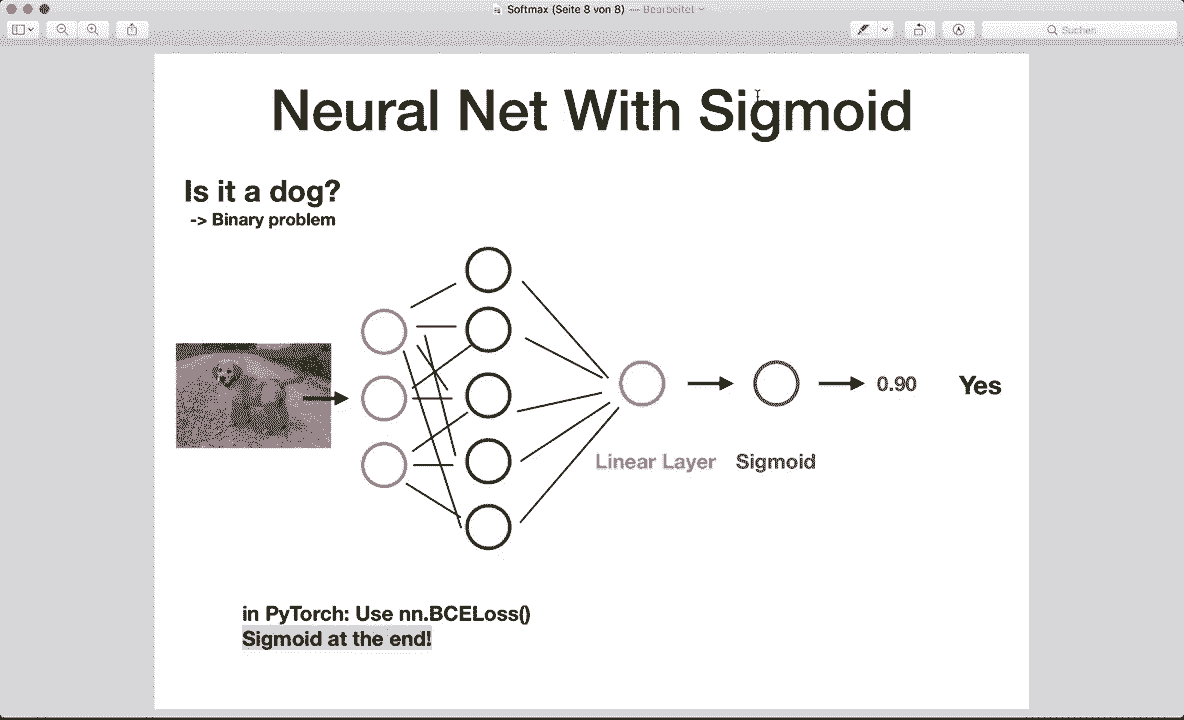 Softmax (Seite 8 von 8) — Bearbeitet
Suchen
Neural Net With Sigmoid
Is it a dog?
-> Binary problem
0.90
Yes
Linear Layer
Sigmoid
in PyTorch: Use nn.BCELoss()
Sigmoid at the end!